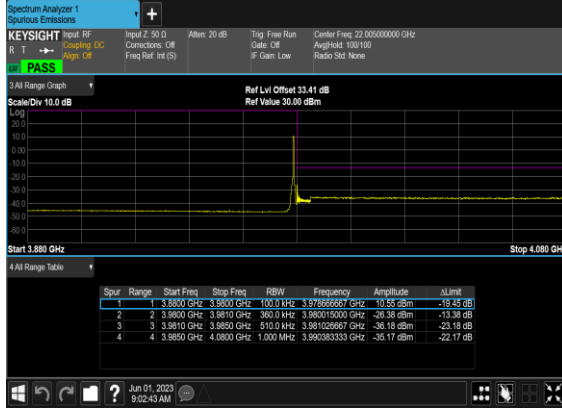 Spectrum Analyzer 1
Spurious Emissions
+
KEYSIGHT Input: RF Input Z: 50 Ω Atten: 20 dB Trig: Free Run Center Freq: 22.005000000 GHz
R T Coupling: DC Corrections: Off Gate: Off Avg|Hold: 100/100
Align: Off Freq Ref: Int (S) IF Gain: Low Radio Std: None
PASS
3 All Range Graph
Ref Lvl Offset 33.41 dB
Scale/Div 10.0 dB Ref Value 30.00 dBm
Log
20.0
10.0
0.00
-10.0
-20.0
-30.0
-40.0
-50.0
-60.0
Start 3.880 GHz Stop 4.080 GH
4 All Range Table
Spur Range Start Freq Stop Freq RBW Frequency Amplitude ΔLimit
1 1 3.8800 GHz 3.9800 GHz 100.0 kHz 3.978666667 GHz 10.55 dBm -19.45 dB
2 2 3.9800 GHz 3.9810 GHz 360.0 kHz 3.980015000 GHz -26.38 dBm -13.38 dB
3 3 3.9810 GHz 3.9850 GHz 510.0 kHz 3.981026667 GHz -36.18 dBm -23.18 dB
4 4 3.9850 GHz 4.0800 GHz 1.000 MHz 3.990383333 GHz -35.17 dBm -22.17 dB
? Jun 01, 2023
9:02:43 AM